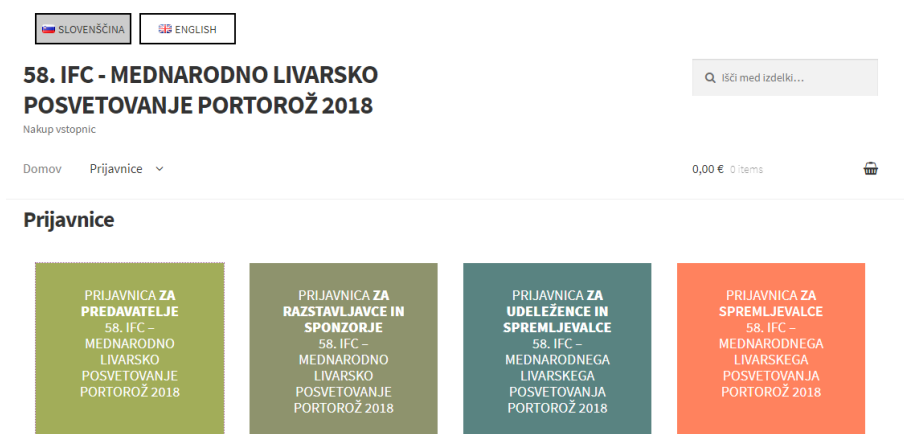 SLOVENŠČINA
ENGLISH
58. IFC - MEDNARODNO LIVARSKO
POSVETOVANJE PORTOROŽ 2018
Nakup vstopnic
Išči med izdelki…
Domov
Prijavnice
0,00 € 0 items
Prijavnice
PRIJAVNICA ZA
PREDAVATELJE
58. IFC –
MEDNARODNO
LIVARSKO
POSVETOVANJE
PORTOROŽ 2018
PRIJAVNICA ZA
RAZSTAVLJAVCE IN
SPONZORJE
58. IFC –
MEDNARODNO
LIVARSKO
POSVETOVANJE
PORTOROŽ 2018
PRIJAVNICA ZA
UDELEŽENCE IN
SPREMLJEVALCE
58. IFC –
MEDNARODNEGA
LIVARSKEGA
POSVETOVANJA
PORTOROŽ 2018
PRIJAVNICA ZA
SPREMLJEVALCE
58. IFC –
MEDNARODNEGA
LIVARSKEGA
POSVETOVANJA
PORTOROŽ 2018